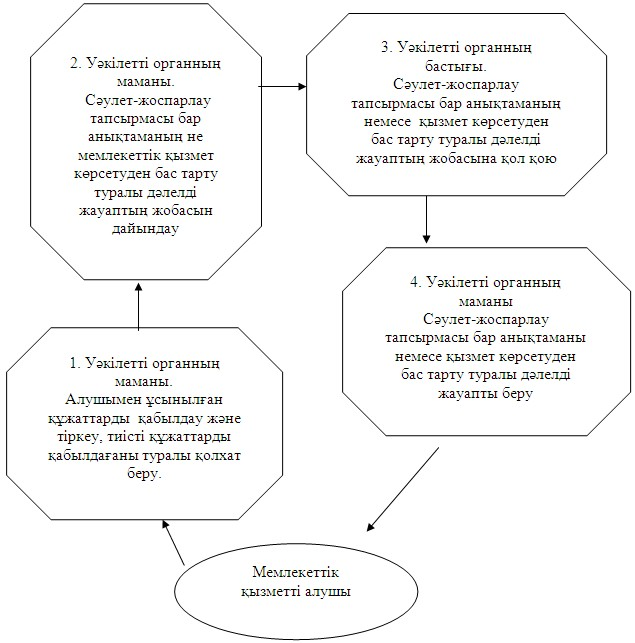 2. Уәкілетті органның
маманы.
Сәулет-жоспарлау
тапсырмасы бар
анықтаманың не
мемлекеттік қызмет
көрсетуден бас тарту
туралы дәлелді
жауаптың жобасын
дайындау
3. Уәкілетті органның
бастығы.
Сәулет-жоспарлау
тапсырмасы бар анықтаманың
немесе қызмет көрсетуден
бас тарту туралы дәлелді
жауаптың жобасына қол қою
4. Уәкілетті органның
маманы
Сәулет-жоспарлау
тапсырмасы бар анықтаманы
немесе қызмет көрсетуден
бас тарту туралы дәлелді
жауапты беру
1. Уәкілетті органның
маманы.
Алушымен ұсынылған
құжаттарды қабылдау және
тіркеу, тиісті құжаттарды
қабылдағаны туралы қолхат
беру.
Мемлекеттік
қызметті алушы